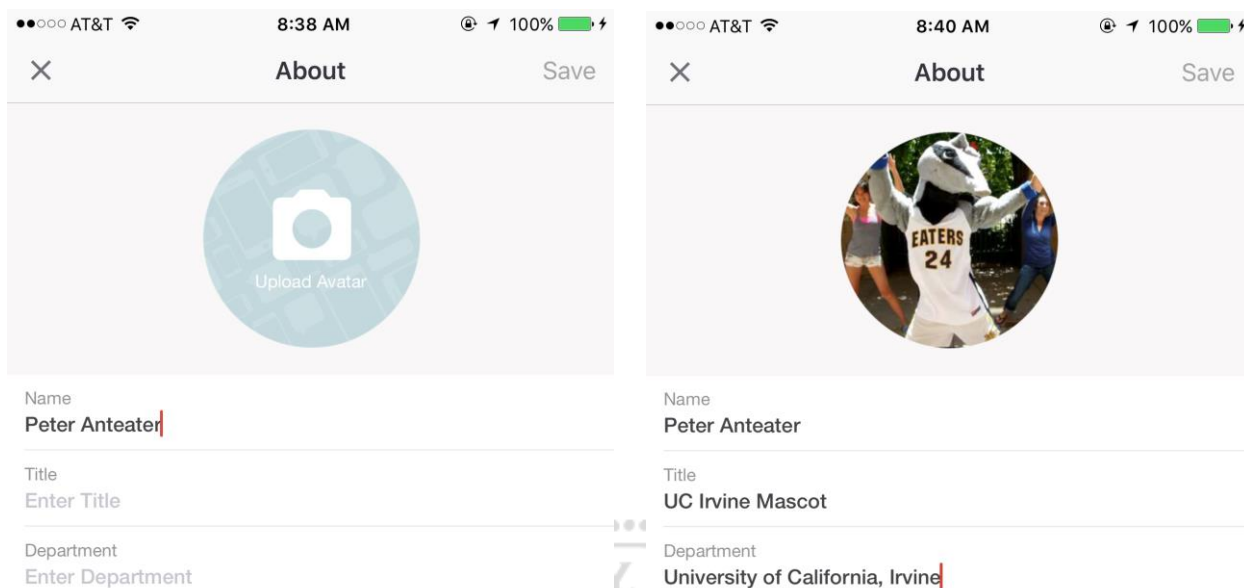 AT&T 8:38 AM 100%
About Save
Upload Avatar
Name
Peter Anteater
Title
Enter Title
Department
Enter Department
AT&T 8:40 AM 100%
About Save
EATERS
24
Name
Peter Anteater
Title
UC Irvine Mascot
Department
University of California, Irvine